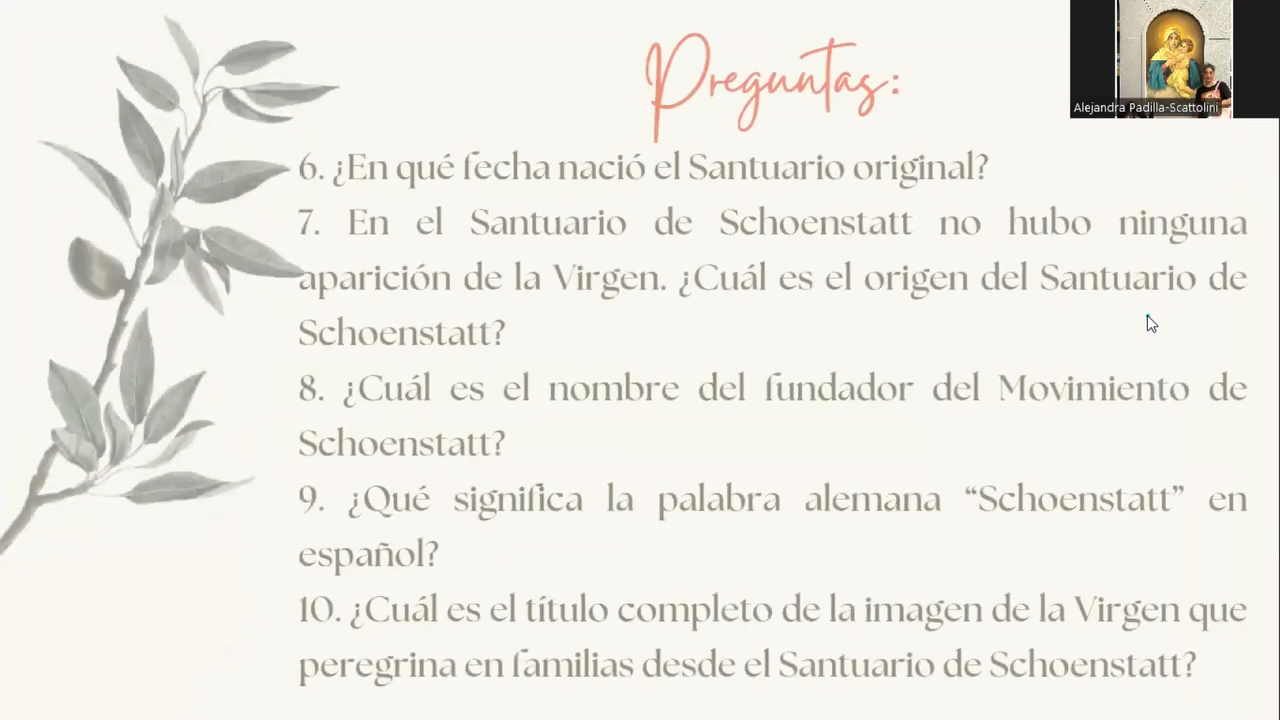 Preguntas:
Alejandra Padilla-Scattolini
6. ¿En qué fecha nació el Santuario original?
7. En el Santuario de Schoenstatt no hubo ninguna
aparición de la Virgen. ¿Cuál es el origen del Santuario de
Schoenstatt?
8. ¿Cuál es el nombre del fundador del Movimiento de
Schoenstatt?
9. ¿Qué significa la palabra alemana “Schoenstatt” en
español?
10. ¿Cuál es el título completo de la imagen de la Virgen que
peregrina en familias desde el Santuario de Schoenstatt?